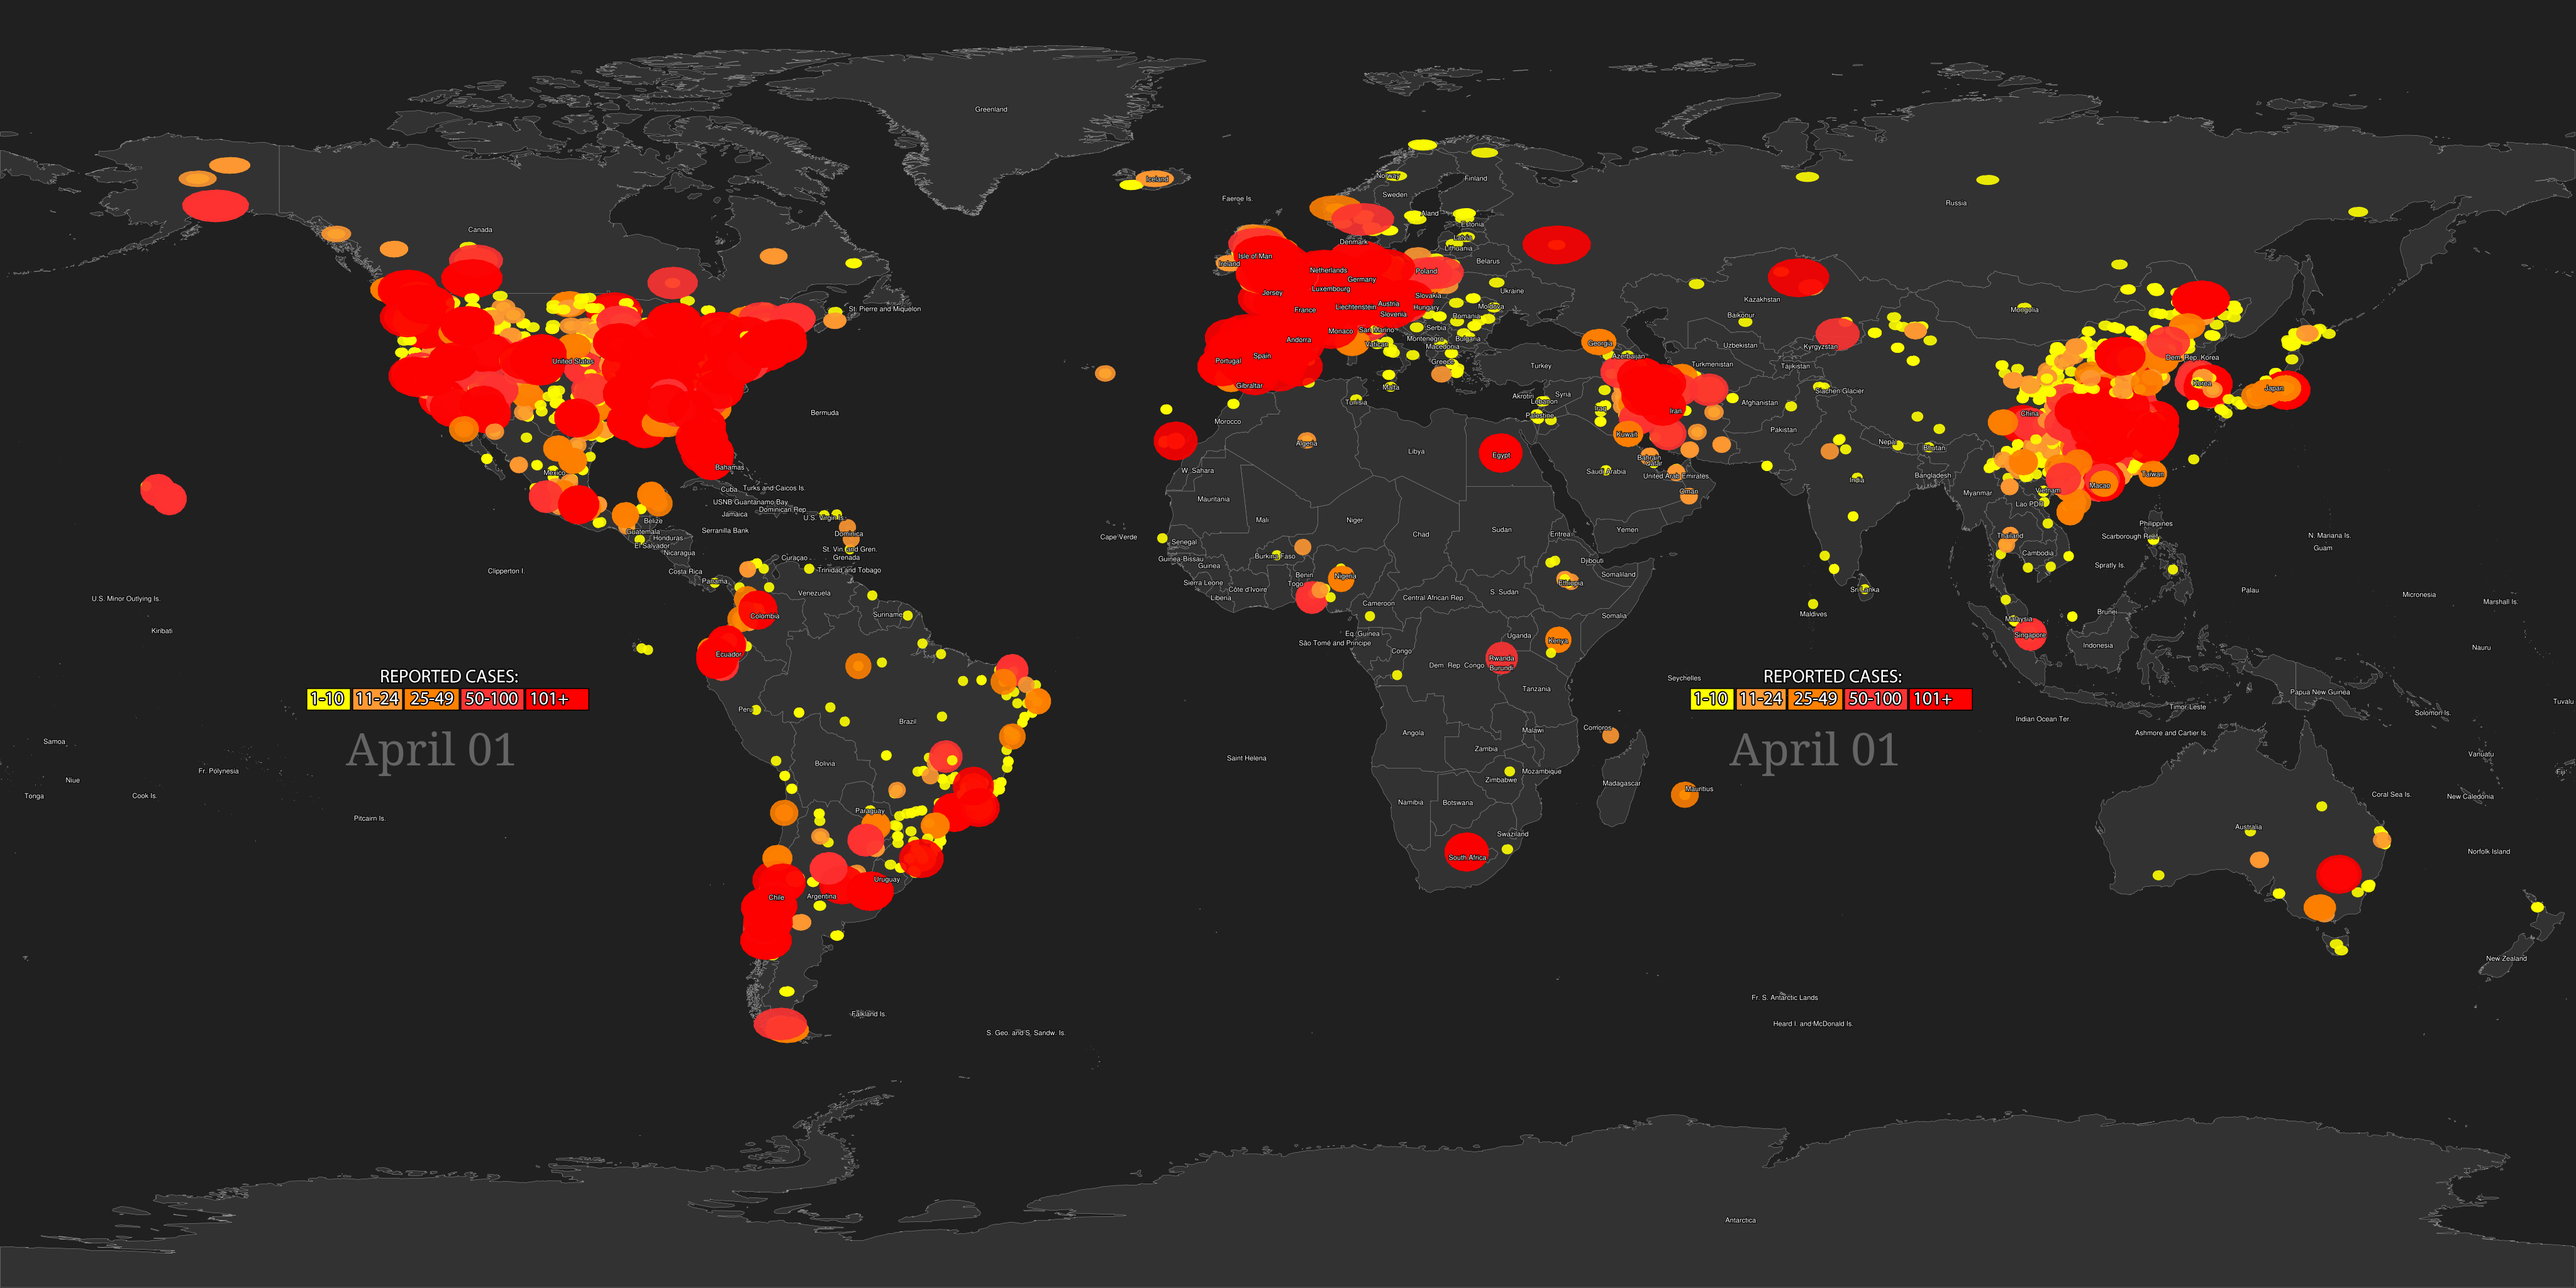 Greenland
Iceland
Norway
Finland
Sweden
Russia
Faeroe Is.
Aland
Estonia
Canada
Latvia
Denmark
Lithuania
Isle of Man
Belarus
Ireland
Netherlands
Poland
Germany
Luxembourg
Ukraine
Jersey
Slovakia
Kazakhstan
Liechtenstein
Austria
Hungary
Moldova
St. Pierre and Miquelon
France
Slovenia
Romania
Baikonur
Mongolia
Monaco
San Marino
Serbia
Andorra
Montenegro
Bulgaria
Vatican
Macedonia
Georgia
Uzbekistan
Kyrgyzstan
United States
Portugal
Spain
Greece
Azerbaijan
Turkmenistan
Tajikistan
Dem. Rep. Korea
Turkey
Gibraltar
Malta
Siachen Glacier
Korea
Japan
Tunisia
Akrotiri
Lebanon
Syria
Iraq
Iran
Afghanistan
Bermuda
Morocco
Palestine
China
Algeria
Libya
Egypt
Kuwait
Pakistan
Nepal
Bhutan
Mexico
Bahamas
W. Sahara
Bahrain
Qatar
Saudi Arabia
United Arab Emirates
Bangladesh
Taiwan
Cuba
Turks and Caicos Is.
Mauritania
Oman
India
Myanmar
Vietnam
Macao
USNB Guantanamo Bay
Dominican Rep.
Lao PDR
Jamaica
U.S. Virgin Is.
Belize
Mali
Niger
Sudan
Yemen
Philippines
Guatemala
Honduras
Serranilla Bank
Dominica
Cape Verde
Senegal
Chad
Eritrea
Thailand
Scarborough Reef
N. Mariana Is.
El Salvador
Nicaragua
St. Vin. and Gren.
Grenada
Guinea-Bissau
Burkina Faso
Djibouti
Cambodia
Guam
Clipperton I.
Costa Rica
Curaçao
Trinidad and Tobago
Guinea
Benin
Nigeria
Ethiopia
Somaliland
Spratly Is.
Panama
Venezuela
Sierra Leone
Côte d'Ivoire
Togo
S. Sudan
Sri Lanka
Palau
U.S. Minor Outlying Is.
Liberia
Cameroon
Central African Rep.
Maldives
Micronesia
Marshall Is.
Colombia
Suriname
Somalia
Malaysia
Brunei
Kiribati
Eq. Guinea
São Tomé and Principe
Uganda
Kenya
Singapore
Indonesia
Nauru
Ecuador
Congo
Dem. Rep. Congo
Rwanda
Burundi
REPORTED CASES:
1-10 11-24 25-49 50-100 101+
April 01
Seychelles
REPORTED CASES:
1-10 11-24 25-49 50-100 101+
April 01
Tanzania
Papua New Guinea
Peru
Brazil
Timor-Leste
Tuvalu
Solomon Is.
Indian Ocean Ter.
Samoa
Angola
Malawi
Comoros
Ashmore and Cartier Is.
Zambia
Vanuatu
Niue
Fr. Polynesia
Bolivia
Saint Helena
Mozambique
Zimbabwe
Madagascar
Mauritius
Fiji
Tonga
Cook Is.
Namibia
Botswana
Coral Sea Is.
New Caledonia
Pitcairn Is.
Paraguay
Swaziland
Australia
South Africa
Norfolk Island
Uruguay
Chile
Argentina
New Zealand
Fr. S. Antarctic Lands
Falkland Is.
Heard I. and McDonald Is.
S. Geo. and S. Sandw. Is.
Antarctica